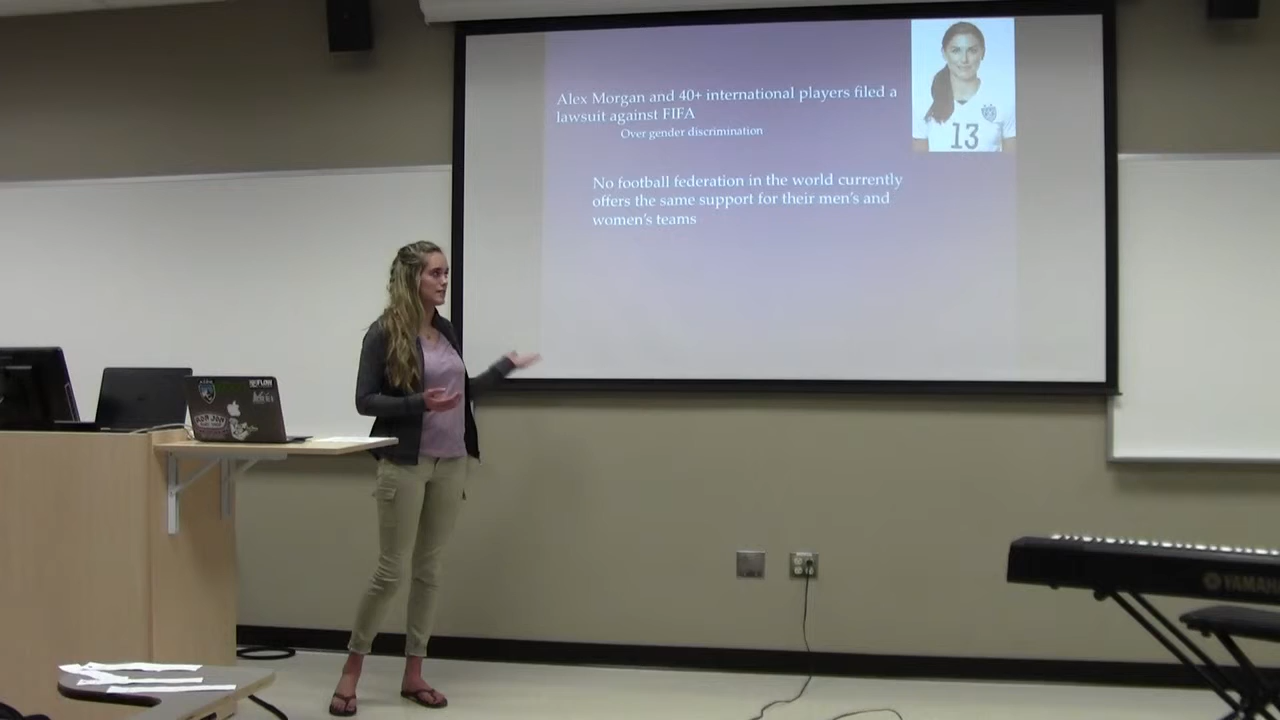 Alex Morgan and 40+ international players filed a
lawsuit against FIFA
Over gender discrimination
13
No football federation in the world currently
offers the same support for their men's and
women's teams
YAMAHA